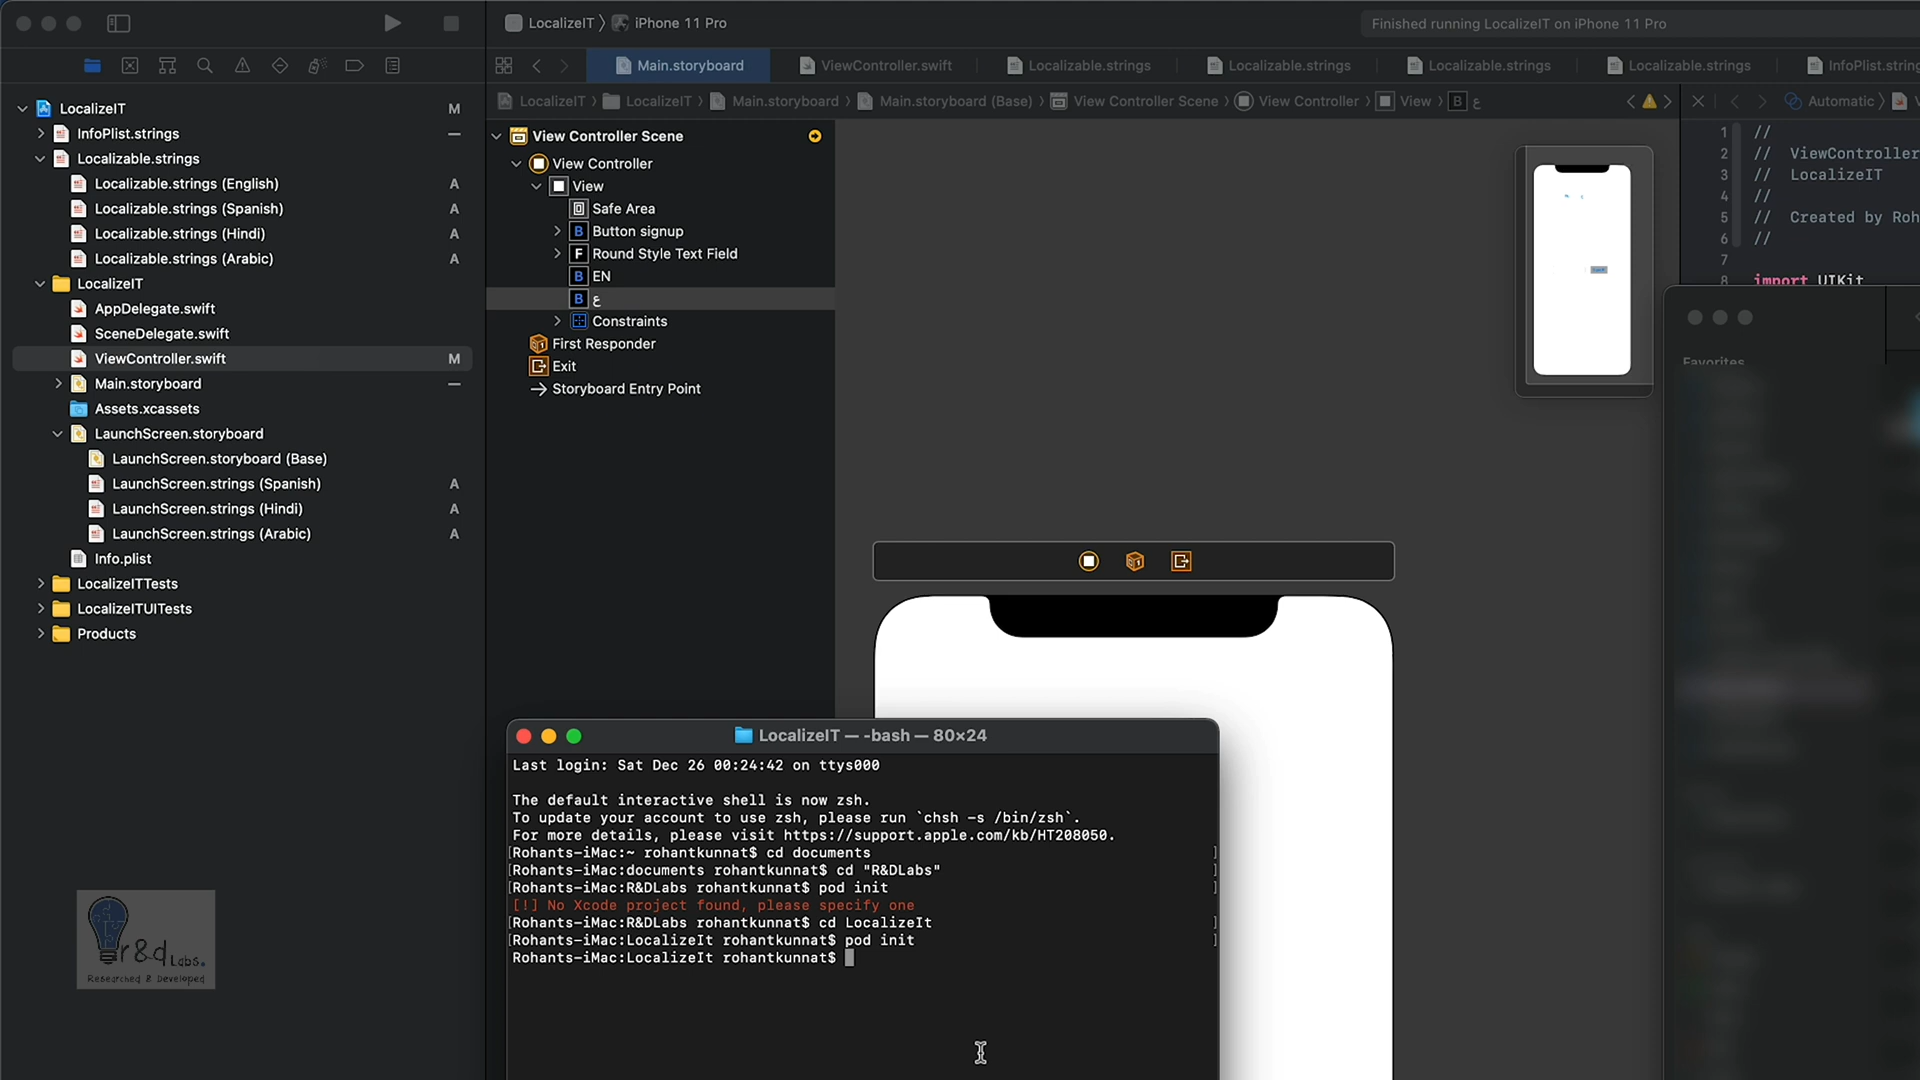 LocalizeIT
iPhone 11 Pro
Finished running LocalizeIT on iPhone 11 Pro
Main.storyboard
ViewController.swift
Localizable.strings
Localizable.strings
Localizable.strings
Localizable.strings
InfoPlist.string
LocalizeIT
M
InfoPlist.strings
Localizable.strings
Localizable.strings (English)
A
Localizable.strings (Spanish)
A
Localizable.strings (Hindi)
A
Localizable.strings (Arabic)
A
LocalizeIT
AppDelegate.swift
SceneDelegate.swift
ViewController.swift
M
Main.storyboard
Assets.xcassets
LaunchScreen.storyboard
LaunchScreen.storyboard (Base)
LaunchScreen.strings (Spanish)
A
LaunchScreen.strings (Hindi)
A
LaunchScreen.strings (Arabic)
A
Info.plist
LocalizeITTests
LocalizeITUITests
Products
LocalizeIT
LocalizeIT
Main.storyboard
Main.storyboard (Base)
View Controller Scene
View Controller
View
B
ع
Automatic
View Controller Scene
View Controller
View
Safe Area
B Button signup
F Round Style Text Field
B EN
B ع
Constraints
First Responder
Exit
Storyboard Entry Point
1 //
2 // ViewController
3 // LocalizeIT
4 //
5 // Created by Roh
6 //
7
8 import UIKit
Favorites
LocalizeIT — -bash — 80×24
Last login: Sat Dec 26 00:24:42 on ttys000
The default interactive shell is now zsh.
To update your account to use zsh, please run `chsh -s /bin/zsh`.
For more details, please visit https://support.apple.com/kb/HT208050.
[Rohants-iMac:~ rohantkunnat$ cd documents ]
[Rohants-iMac:documents rohantkunnat$ cd "R&DLabs" ]
[Rohants-iMac:R&DLabs rohantkunnat$ pod init ]
[!] No Xcode project found, please specify one
[Rohants-iMac:R&DLabs rohantkunnat$ cd LocalizeIt ]
[Rohants-iMac:LocalizeIt rohantkunnat$ pod init ]
Rohants-iMac:LocalizeIt rohantkunnat$
r&d Labs.
Researched & Developed